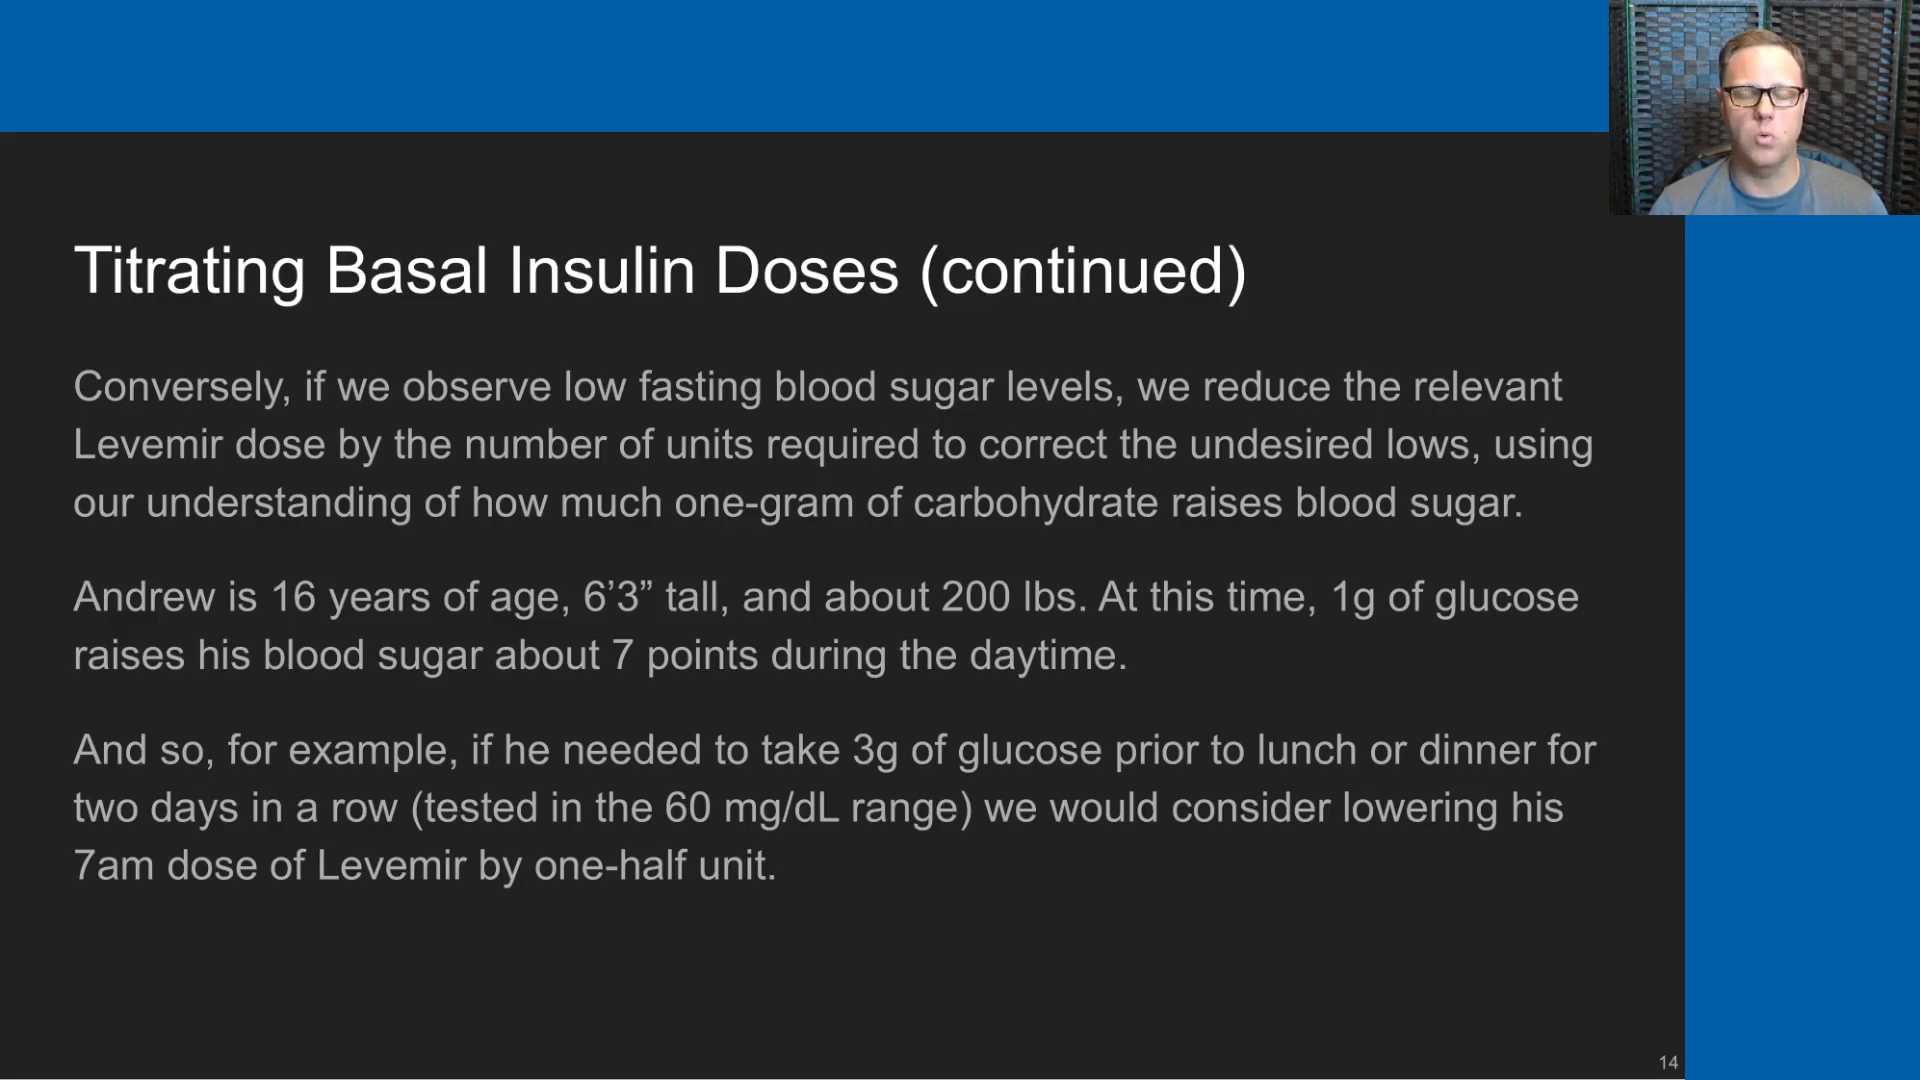 Titrating Basal Insulin Doses (continued)
Conversely, if we observe low fasting blood sugar levels, we reduce the relevant
Levemir dose by the number of units required to correct the undesired lows, using
our understanding of how much one-gram of carbohydrate raises blood sugar.
Andrew is 16 years of age, 6’3” tall, and about 200 lbs. At this time, 1g of glucose
raises his blood sugar about 7 points during the daytime.
And so, for example, if he needed to take 3g of glucose prior to lunch or dinner for
two days in a row (tested in the 60 mg/dL range) we would consider lowering his
7am dose of Levemir by one-half unit.
14